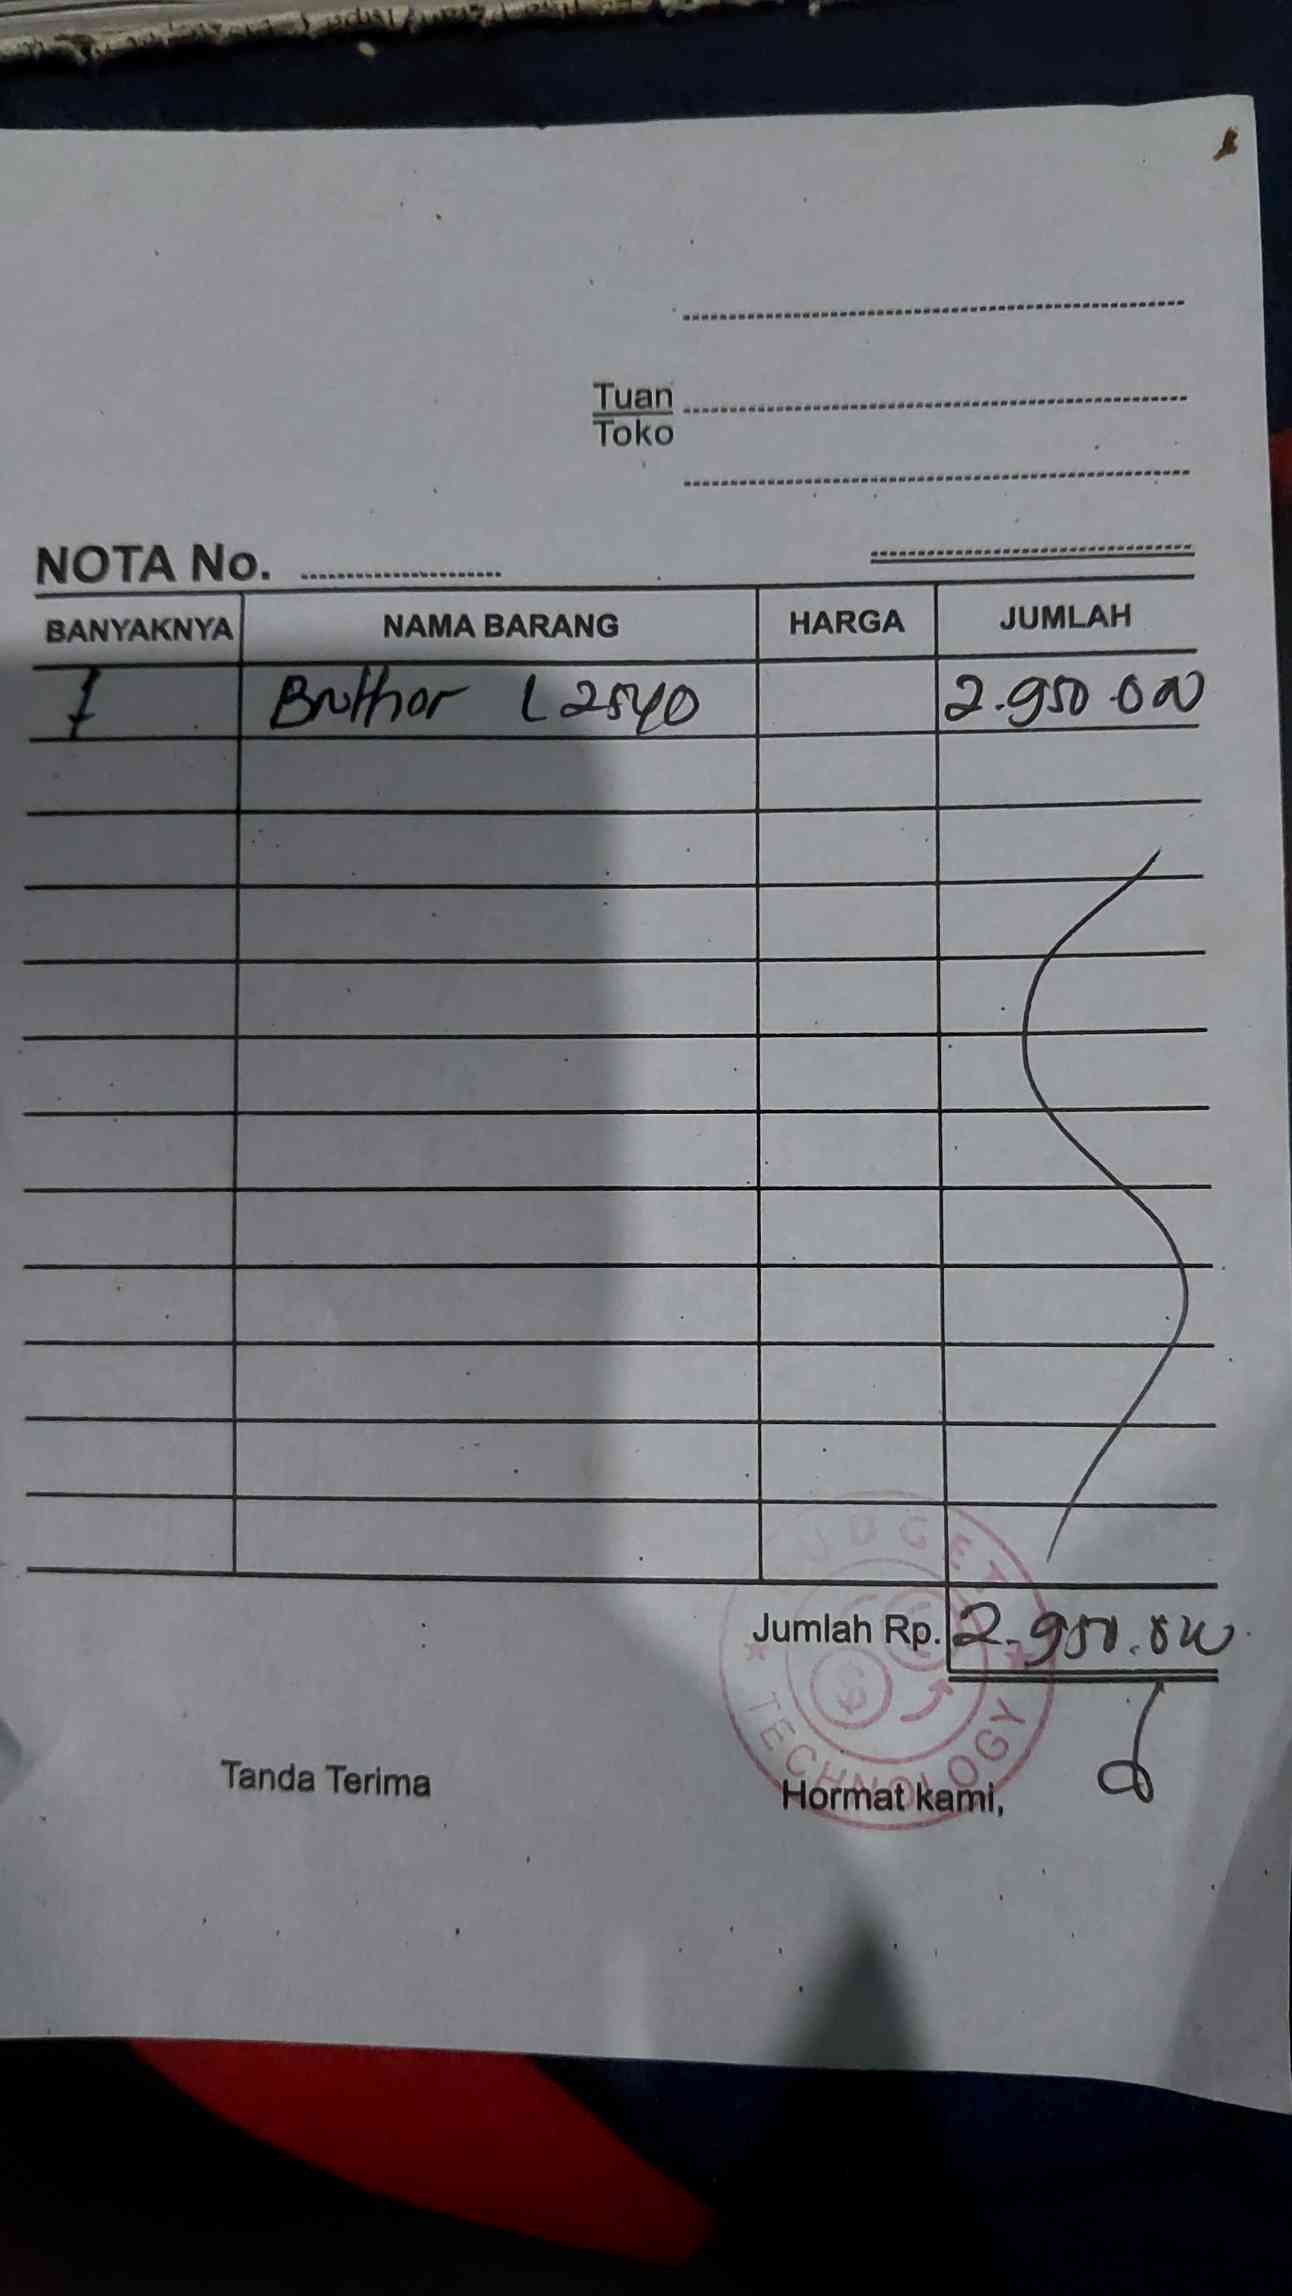 Tuan
Toko
NOTA No.
BANYAKNYA NAMA BARANG HARGA JUMLAH
1 Brother L2540 2.950.000
Jumlah Rp. 2.950.000
Tanda Terima Hormat kami,
UDGET
TECHNOLOGY